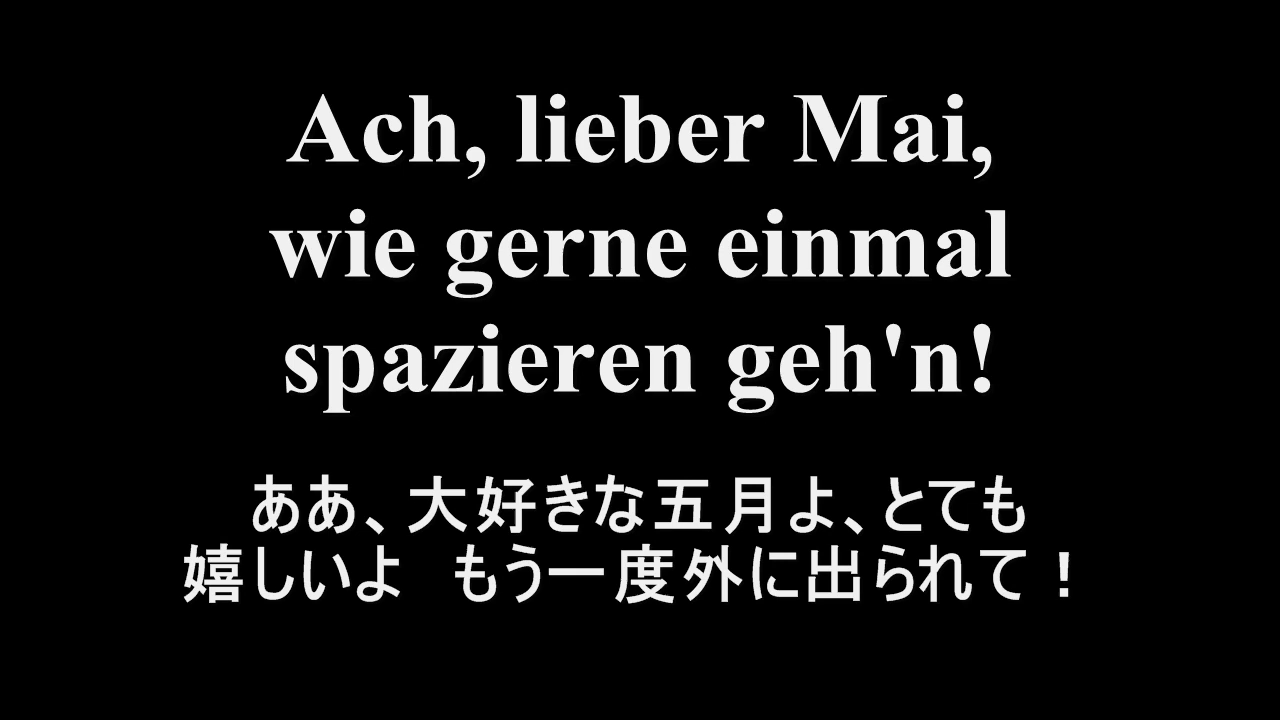 Ach, lieber Mai,
wie gerne einmal
spazieren geh'n!
ああ、大好きな五月よ、とても
嬉しいよ　もう一度外に出られて！